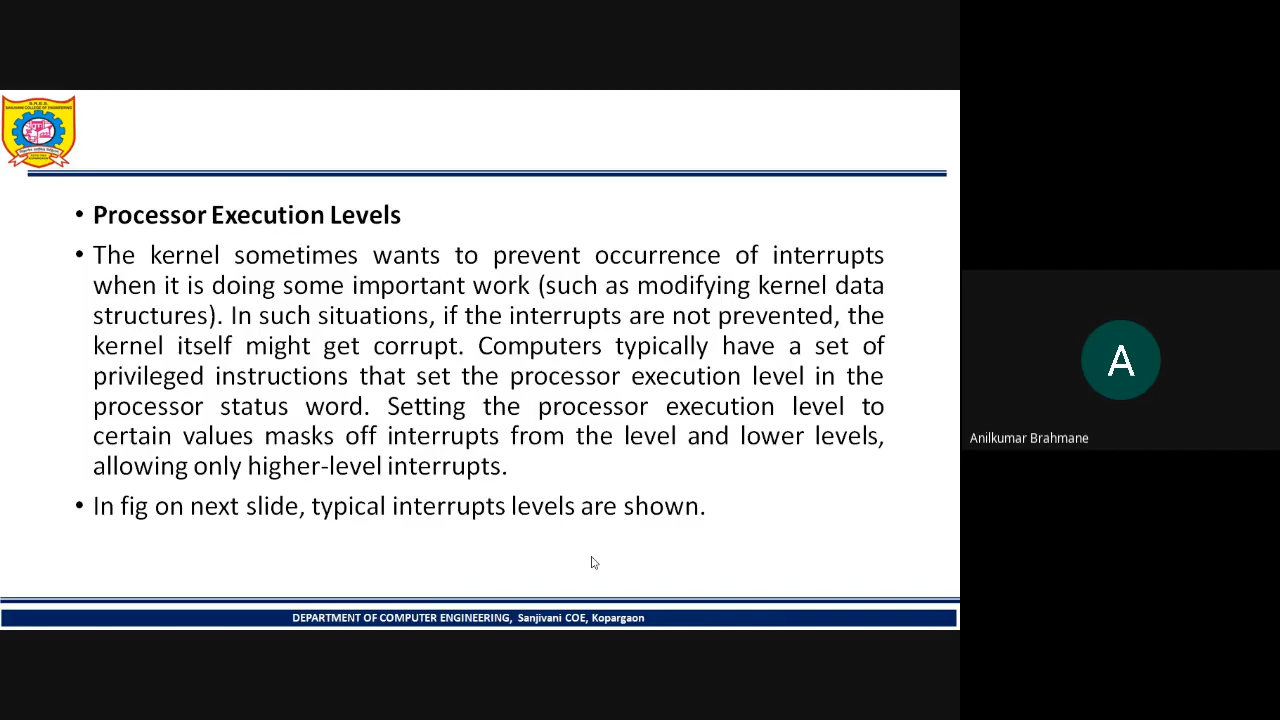 • Processor Execution Levels
• The kernel sometimes wants to prevent occurrence of interrupts
when it is doing some important work (such as modifying kernel data
structures). In such situations, if the interrupts are not prevented, the
kernel itself might get corrupt. Computers typically have a set of
privileged instructions that set the processor execution level in the
processor status word. Setting the processor execution level to
certain values masks off interrupts from the level and lower levels,
allowing only higher-level interrupts.
• In fig on next slide, typical interrupts levels are shown.
DEPARTMENT OF COMPUTER ENGINEERING, Sanjivani COE, Kopargaon
A
Anilkumar Brahmane